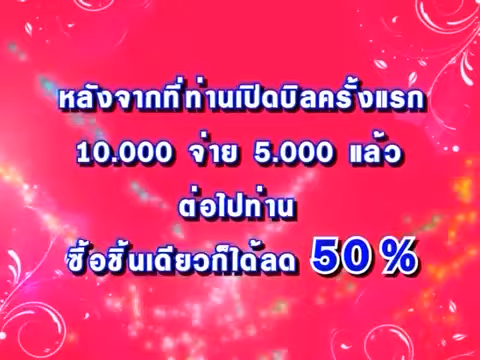 หลังจากที่ท่านเปิดบิลครั้งแรก
10.000 จ่าย 5.000 แล้ว
ต่อไปท่าน
ซื้อชิ้นเดียวก็ได้ลด 50%